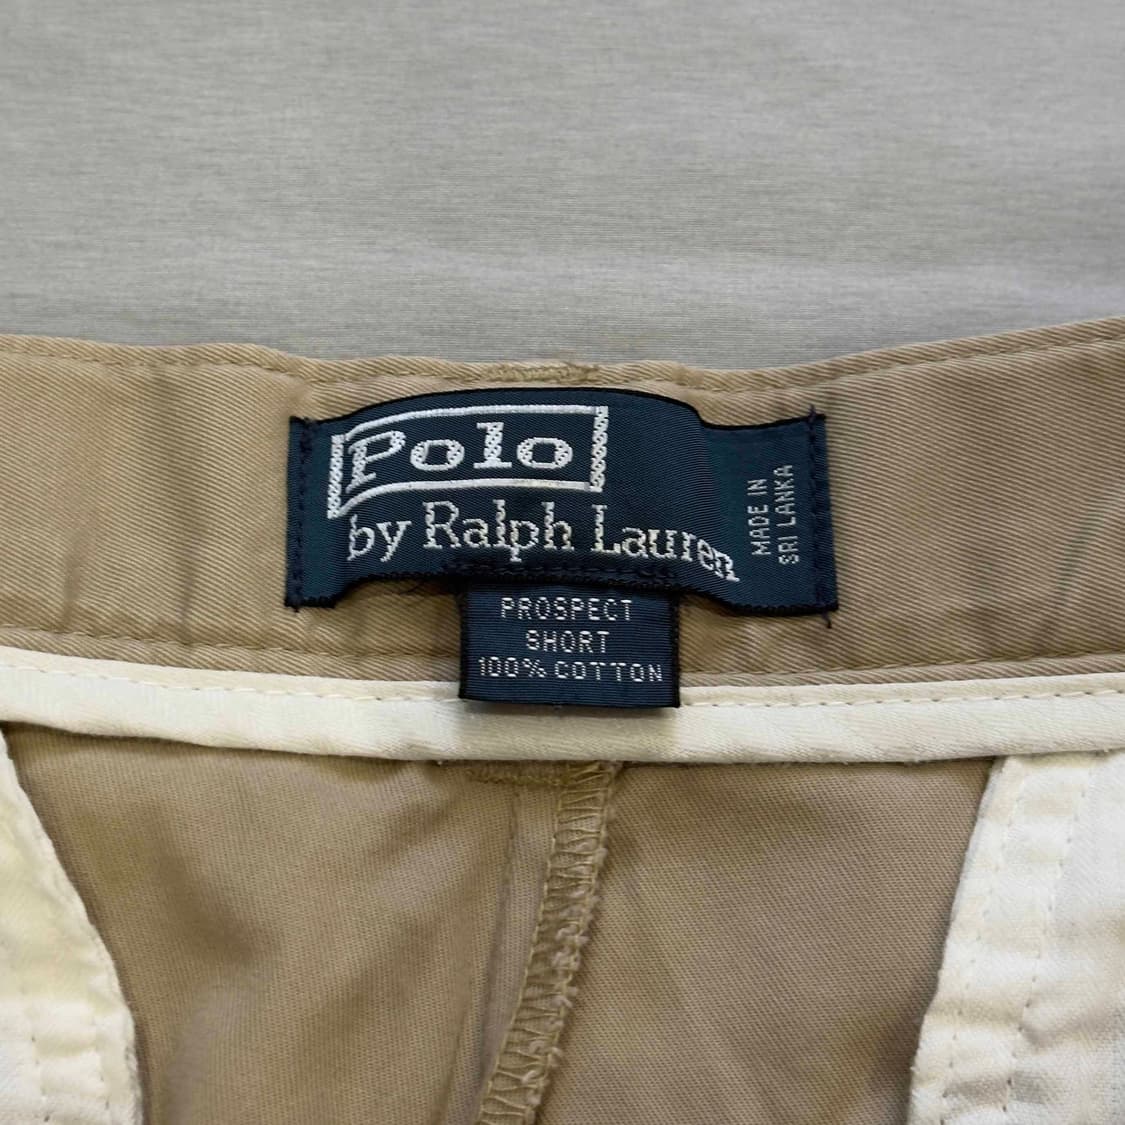 Polo
by Ralph Lauren
MADE IN
SRI LANKA
PROSPECT
SHORT
100% COTTON